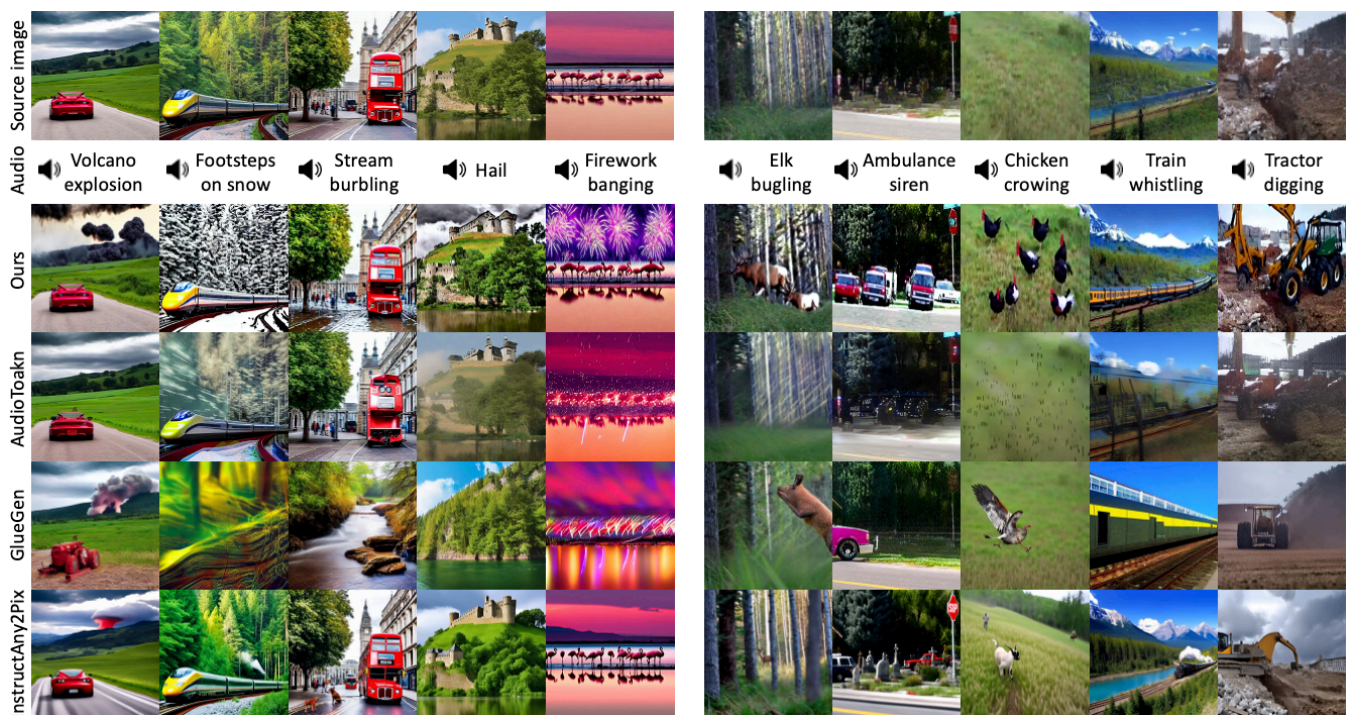 Source image
Audio
Volcano
explosion
Footsteps
on snow
Stream
burbling
Hail
Firework
banging
Elk
bugling
Ambulance
siren
Chicken
crowing
Train
whistling
Tractor
digging
Ours
AudioToakn
GlueGen
nstructAny2Pix